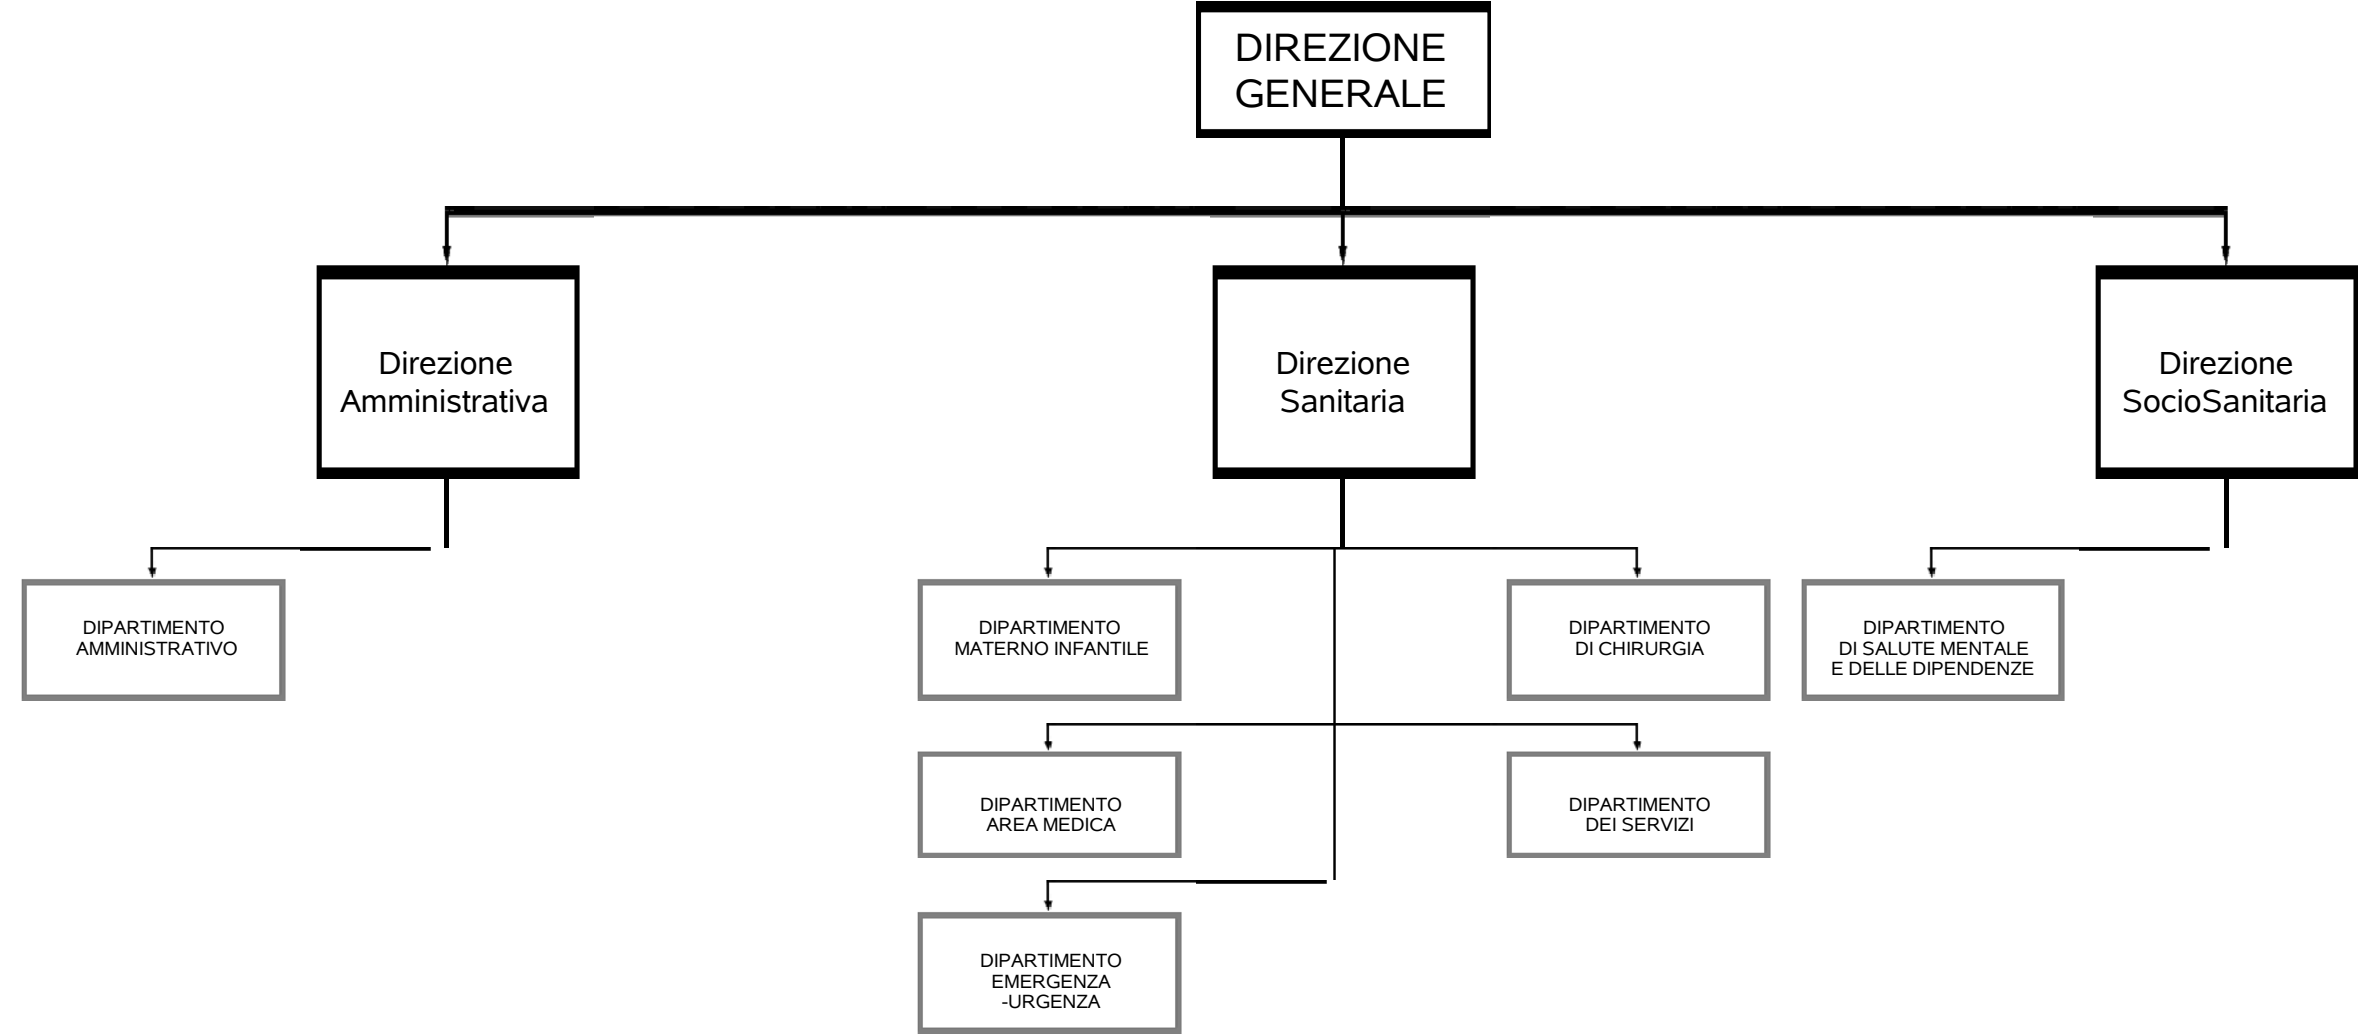 DIREZIONE
GENERALE
Direzione
Amministrativa
Direzione
Sanitaria
Direzione
SocioSanitaria
DIPARTIMENTO
AMMINISTRATIVO
DIPARTIMENTO
MATERNO INFANTILE
DIPARTIMENTO
DI CHIRURGIA
DIPARTIMENTO
DI SALUTE MENTALE
E DELLE DIPENDENZE
DIPARTIMENTO
AREA MEDICA
DIPARTIMENTO
DEI SERVIZI
DIPARTIMENTO
EMERGENZA
-URGENZA